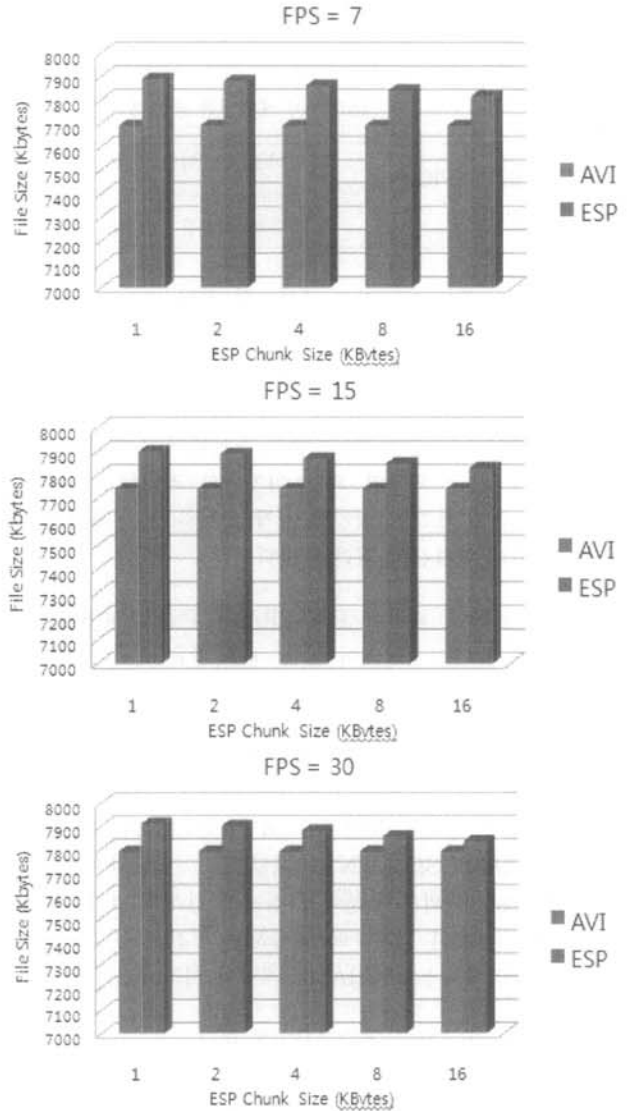 FPS = 7
8000
7900
7800
7700
7600
7500
7400
7300
7200
7100
7000
File Size (Kbytes)
1 2 4 8 16
ESP Chunk Size (KBytes)
AVI
ESP
FPS = 15
8000
7900
7800
7700
7600
7500
7400
7300
7200
7100
7000
File Size (Kbytes)
1 2 4 8 16
ESP Chunk Size (KBytes)
AVI
ESP
FPS = 30
8000
7900
7800
7700
7600
7500
7400
7300
7200
7100
7000
File Size (Kbytes)
1 2 4 8 16
ESP Chunk Size (KBytes)
AVI
ESP